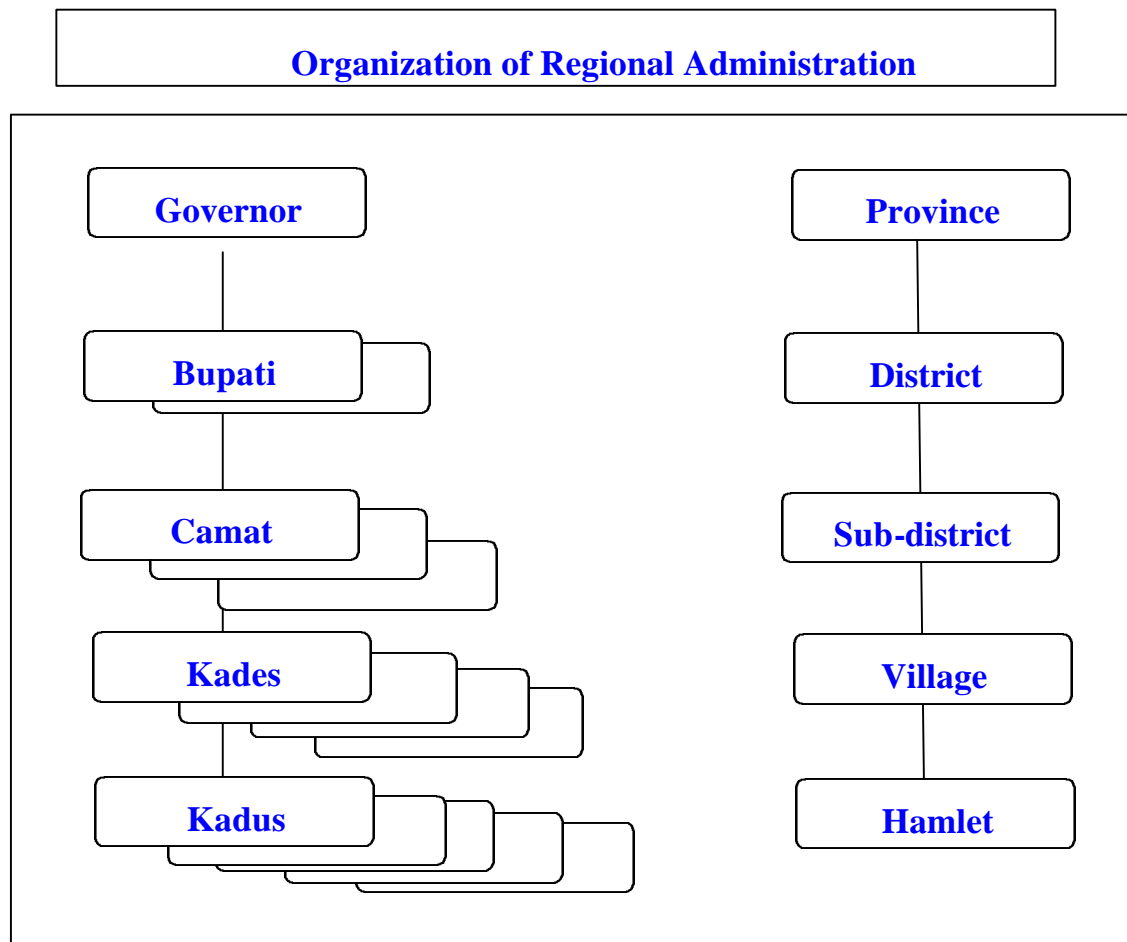 Organization of Regional Administration
Governor
Province
Bupati
District
Camat
Sub-district
Kades
Village
Kadus
Hamlet